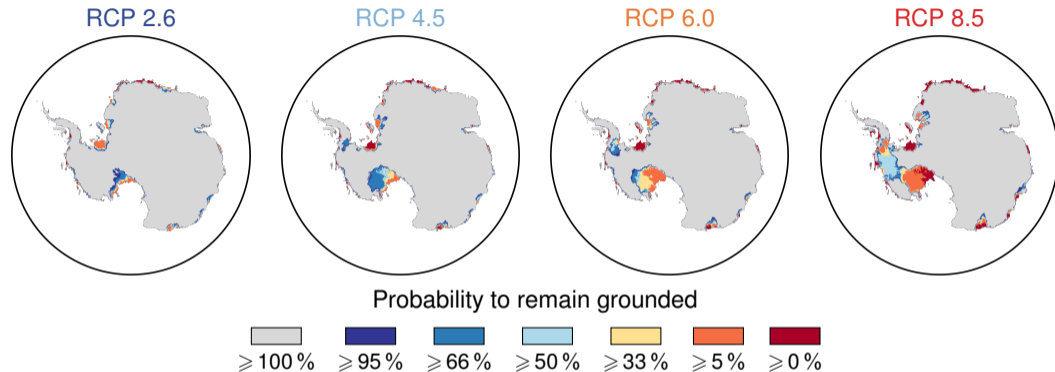 RCP 2.6 RCP 4.5 RCP 6.0 RCP 8.5
Probability to remain grounded
⩾100 % ⩾95 % ⩾66 % ⩾50 % ⩾33 % ⩾5 % ⩾0 %